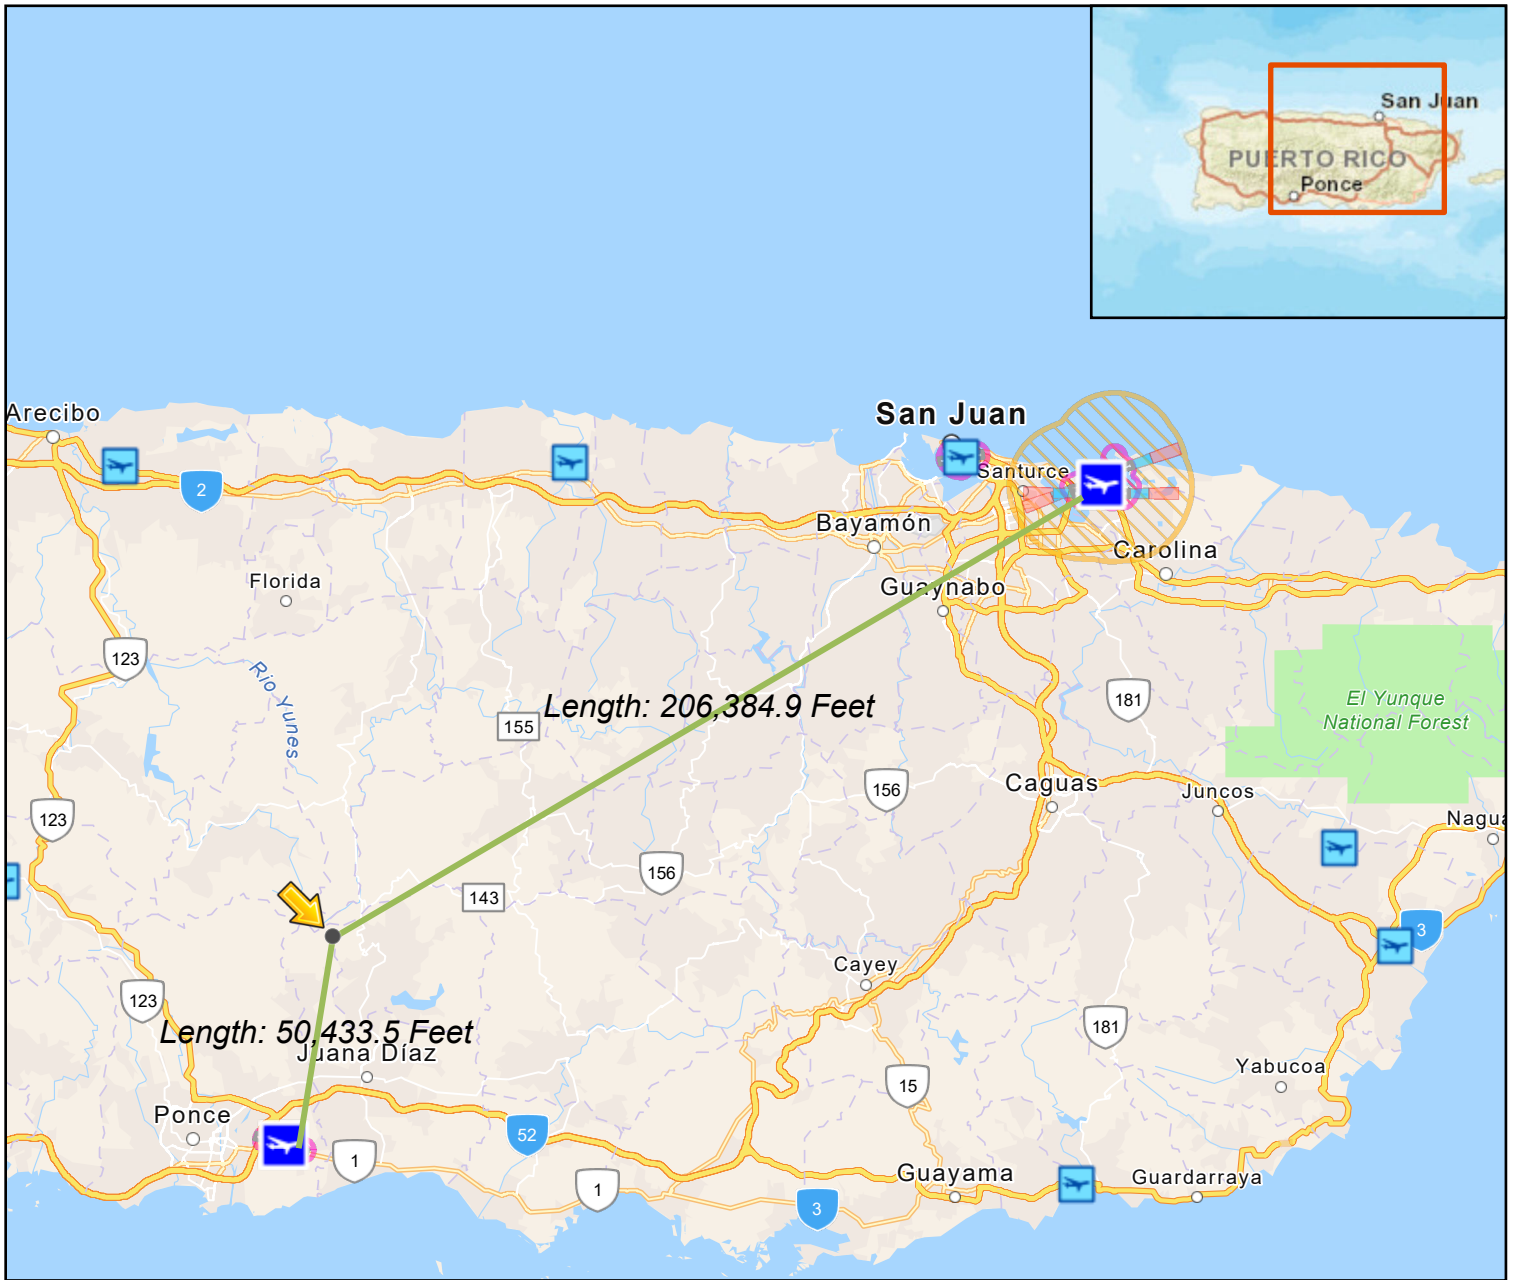 San Juan
PUERTO RICO
Ponce
Arecibo
San Juan
Santurce
2
Bayamón
Carolina
Florida
Guaynabo
123
Rio Yunes
181
El Yunque
National Forest
Length: 206,384.9 Feet
155
Caguas
156
Juncos
123
Nagua
156
143
3
Cayey
123
181
Length: 50,433.5 Feet
Juana Díaz
15
Yabucoa
Ponce
52
1
Guayama
Guardarraya
1
3